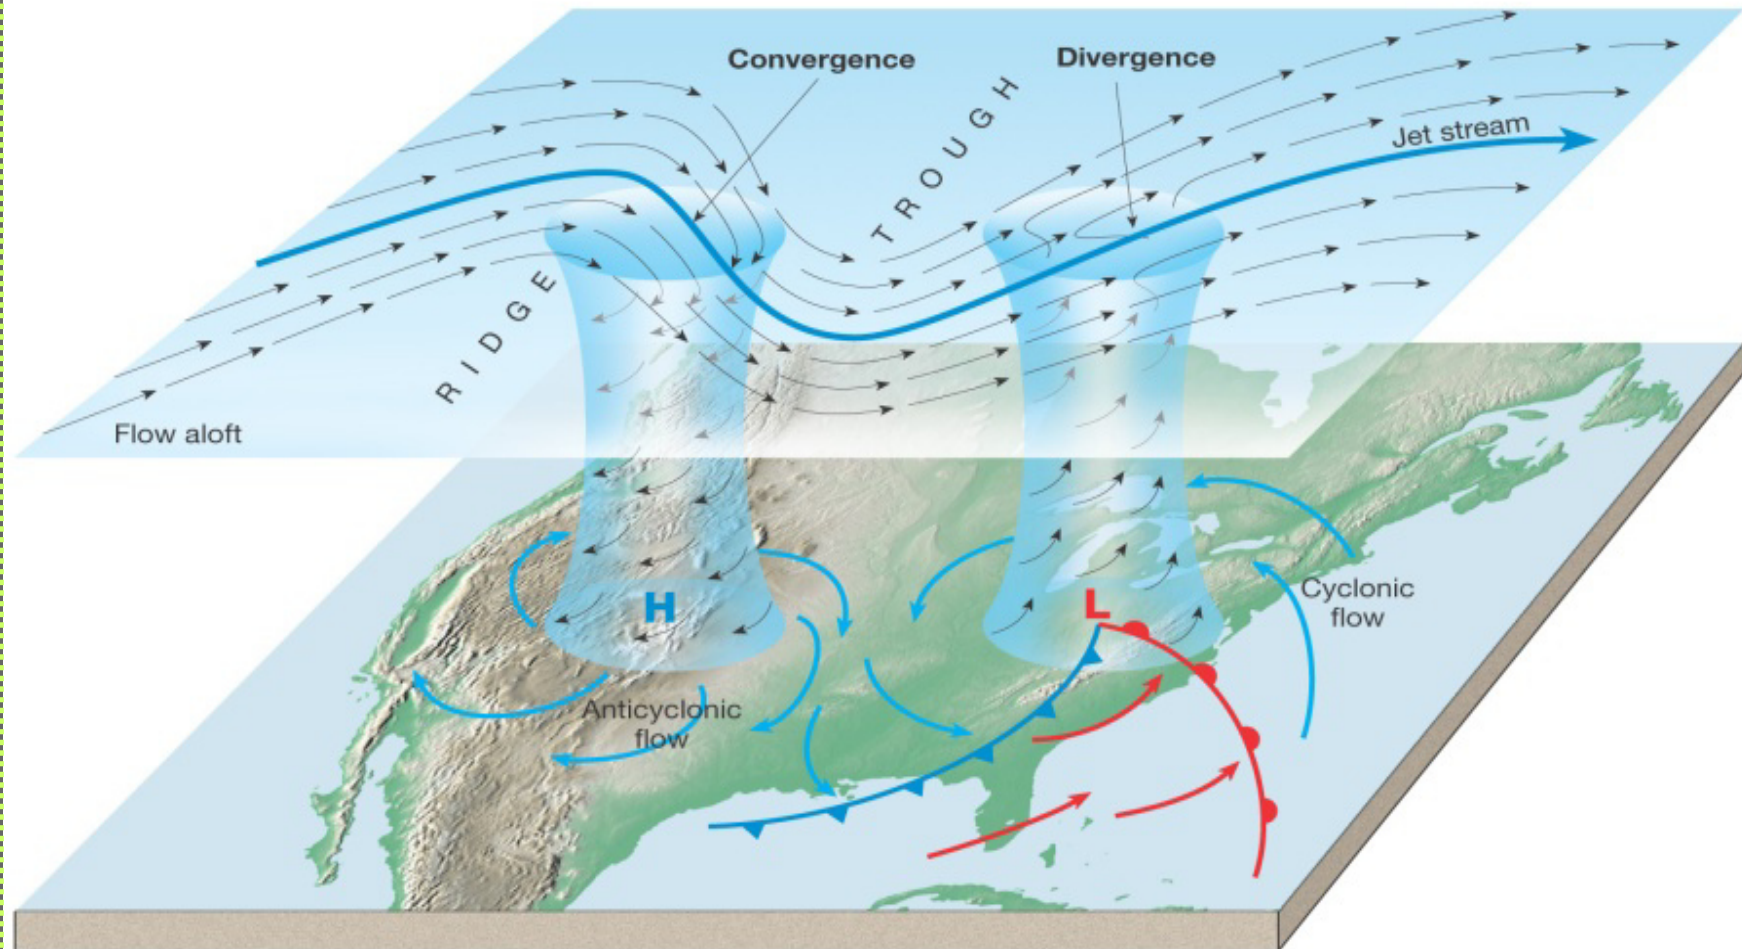 Convergence
Divergence
TROUGH
Jet stream
RIDGE
Flow aloft
H
L
Cyclonic
flow
Anticyclonic
flow